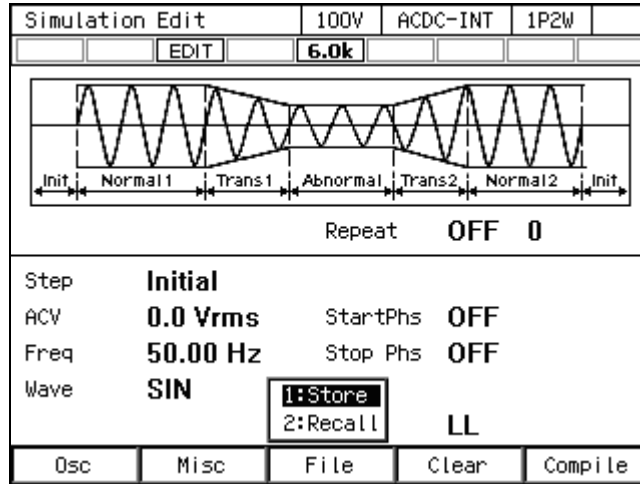 Simulation Edit 100V ACDC-INT 1P2W
EDIT 6.0k
Init Normal1 Trans1 Abnormal Trans2 Normal2 Init
Repeat OFF 0
Step Initial
ACV 0.0 Vrms StartPhs OFF
Freq 50.00 Hz Stop Phs OFF
Wave SIN
1:Store
2:Recall LL
Osc Misc File Clear Compile